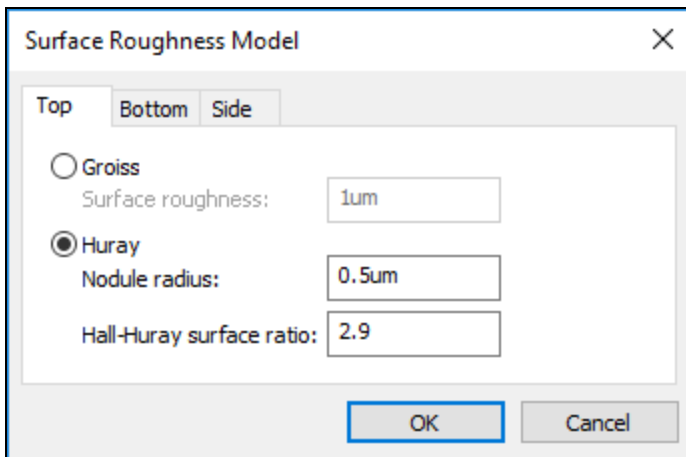 Surface Roughness Model
Top Bottom Side
Groiss
Surface roughness: 1um
Huray
Nodule radius: 0.5um
Hall-Huray surface ratio: 2.9
OK Cancel